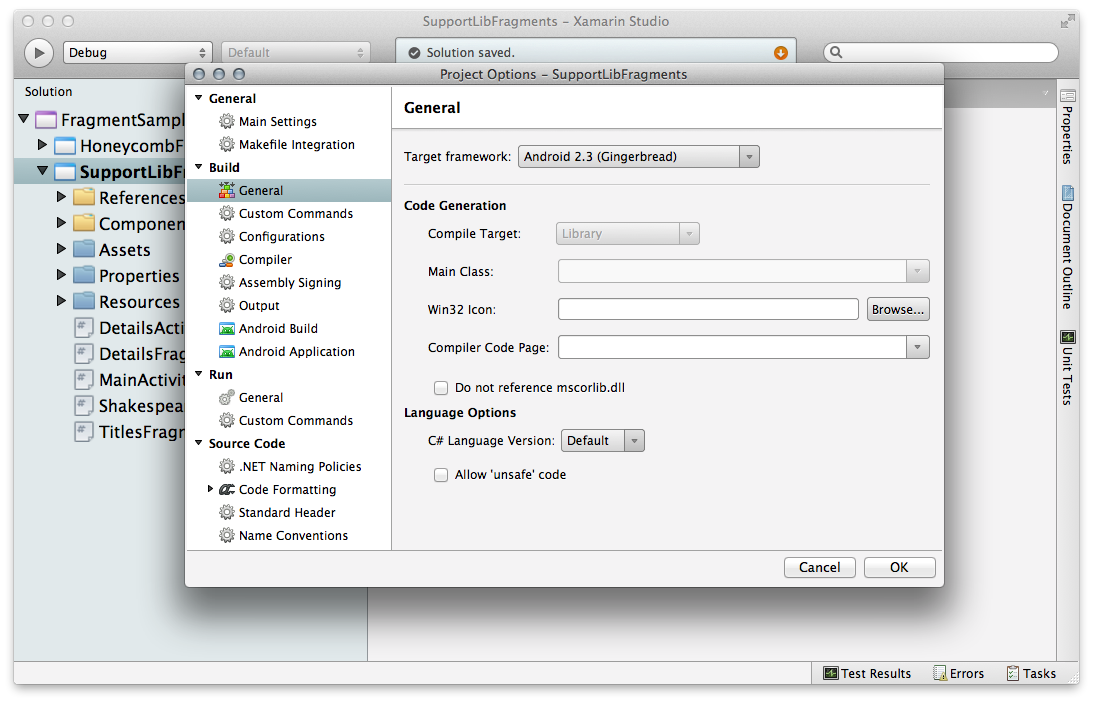 SupportLibFragments – Xamarin Studio
Debug
Default
Solution saved.
Solution
FragmentSampl
HoneycombF
SupportLibFr
References
Componen
Assets
Properties
Resources
DetailsActi
DetailsFrag
MainActivit
Shakespea
TitlesFragr
Project Options – SupportLibFragments
General
Main Settings
Makefile Integration
Build
General
Custom Commands
Configurations
Compiler
Assembly Signing
Output
Android Build
Android Application
Run
General
Custom Commands
Source Code
.NET Naming Policies
Code Formatting
Standard Header
Name Conventions
General
Target framework: Android 2.3 (Gingerbread)
Code Generation
Compile Target: Library
Main Class:
Win32 Icon: Browse...
Compiler Code Page:
Do not reference mscorlib.dll
Language Options
C# Language Version: Default
Allow 'unsafe' code
Cancel OK
Properties
Document Outline
Unit Tests
Test Results Errors Tasks